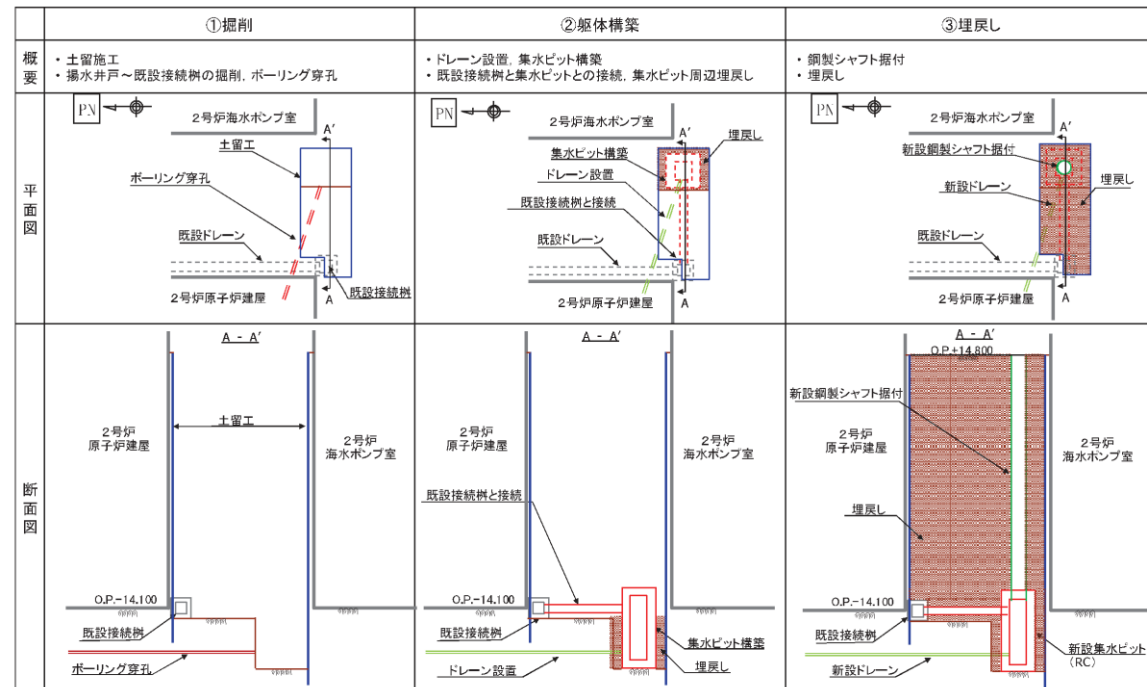 ①掘削
②躯体構築
③埋戻し
概要
・土留施工
・揚水井戸～既設接続桝の掘削，ボーリング穿孔
・ドレーン設置，集水ピット構築
・既設接続桝と集水ピットとの接続，集水ピット周辺埋戻し
・鋼製シャフト据付
・埋戻し
平面図
PN
2号炉海水ポンプ室
A′
土留工
ボーリング穿孔
既設ドレーン
2号炉原子炉建屋
A
既設接続桝
PN
2号炉海水ポンプ室
A′
集水ピット構築
埋戻し
ドレーン設置
既設接続桝と接続
既設ドレーン
2号炉原子炉建屋
A
PN
2号炉海水ポンプ室
A′
新設鋼製シャフト据付
新設ドレーン
埋戻し
既設ドレーン
2号炉原子炉建屋
A
断面図
A - A′
土留工
2号炉
原子炉建屋
2号炉
海水ポンプ室
O.P.-14.100
既設接続桝
ボーリング穿孔
A - A′
2号炉
原子炉建屋
2号炉
海水ポンプ室
既設接続桝と接続
O.P.-14.100
既設接続桝
集水ピット構築
ドレーン設置
埋戻し
A - A′
O.P.+14.800
新設鋼製シャフト据付
2号炉
原子炉建屋
2号炉
海水ポンプ室
埋戻し
O.P.-14.100
既設接続桝
新設ドレーン
新設集水ピット
(RC)